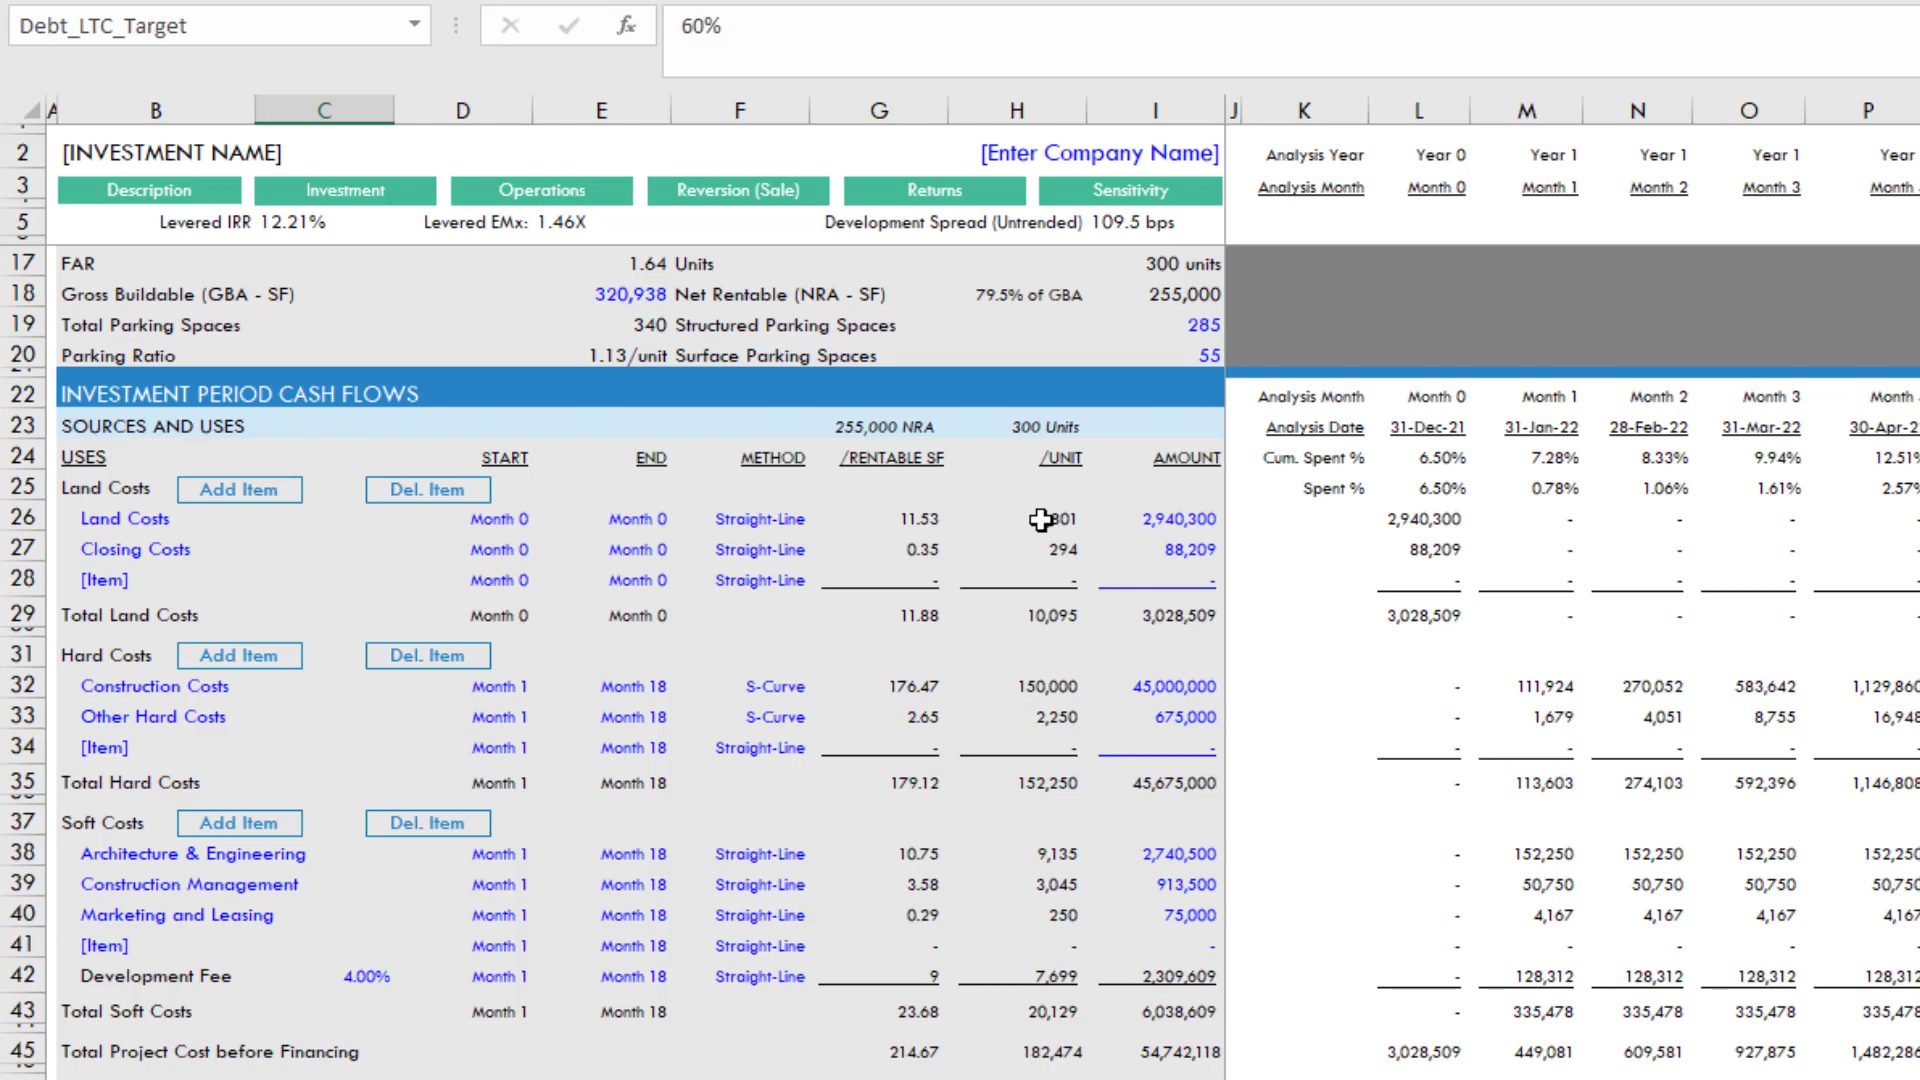 Debt_LTC_Target fx 60%
A B C D E F G H I J K L M N O P
2 [INVESTMENT NAME] [Enter Company Name] Analysis Year Year 0 Year 1 Year 1 Year 1 Year
3 Description Investment Operations Reversion (Sale) Returns Sensitivity Analysis Month Month 0 Month 1 Month 2 Month 3 Month
5 Levered IRR 12.21% Levered EMx: 1.46X Development Spread (Untrended) 109.5 bps
17 FAR 1.64 Units 300 units
18 Gross Buildable (GBA - SF) 320,938 Net Rentable (NRA - SF) 79.5% of GBA 255,000
19 Total Parking Spaces 340 Structured Parking Spaces 285
20 Parking Ratio 1.13/unit Surface Parking Spaces 55
22 INVESTMENT PERIOD CASH FLOWS Analysis Month Month 0 Month 1 Month 2 Month 3 Month
23 SOURCES AND USES 255,000 NRA 300 Units Analysis Date 31-Dec-21 31-Jan-22 28-Feb-22 31-Mar-22 30-Apr-2
24 USES START END METHOD /RENTABLE SF /UNIT AMOUNT Cum. Spent % 6.50% 7.28% 8.33% 9.94% 12.51%
25 Land Costs Add Item Del. Item Spent % 6.50% 0.78% 1.06% 1.61% 2.57%
26 Land Costs Month 0 Month 0 Straight-Line 11.53 801 2,940,300 2,940,300 - - - -
27 Closing Costs Month 0 Month 0 Straight-Line 0.35 294 88,209 88,209 - - - -
28 [Item] Month 0 Month 0 Straight-Line - - - - - - - -
29 Total Land Costs Month 0 Month 0 11.88 10,095 3,028,509 3,028,509 - - - -
31 Hard Costs Add Item Del. Item
32 Construction Costs Month 1 Month 18 S-Curve 176.47 150,000 45,000,000 - 111,924 270,052 583,642 1,129,860
33 Other Hard Costs Month 1 Month 18 S-Curve 2.65 2,250 675,000 - 1,679 4,051 8,755 16,948
34 [Item] Month 1 Month 18 Straight-Line - - - - - - - -
35 Total Hard Costs Month 1 Month 18 179.12 152,250 45,675,000 - 113,603 274,103 592,396 1,146,808
37 Soft Costs Add Item Del. Item
38 Architecture & Engineering Month 1 Month 18 Straight-Line 10.75 9,135 2,740,500 - 152,250 152,250 152,250 152,250
39 Construction Management Month 1 Month 18 Straight-Line 3.58 3,045 913,500 - 50,750 50,750 50,750 50,750
40 Marketing and Leasing Month 1 Month 18 Straight-Line 0.29 250 75,000 - 4,167 4,167 4,167 4,167
41 [Item] Month 1 Month 18 Straight-Line - - - - - - - -
42 Development Fee 4.00% Month 1 Month 18 Straight-Line 9 7,699 2,309,609 - 128,312 128,312 128,312 128,312
43 Total Soft Costs Month 1 Month 18 23.68 20,129 6,038,609 - 335,478 335,478 335,478 335,478
45 Total Project Cost before Financing 214.67 182,474 54,742,118 3,028,509 449,081 609,581 927,875 1,482,286